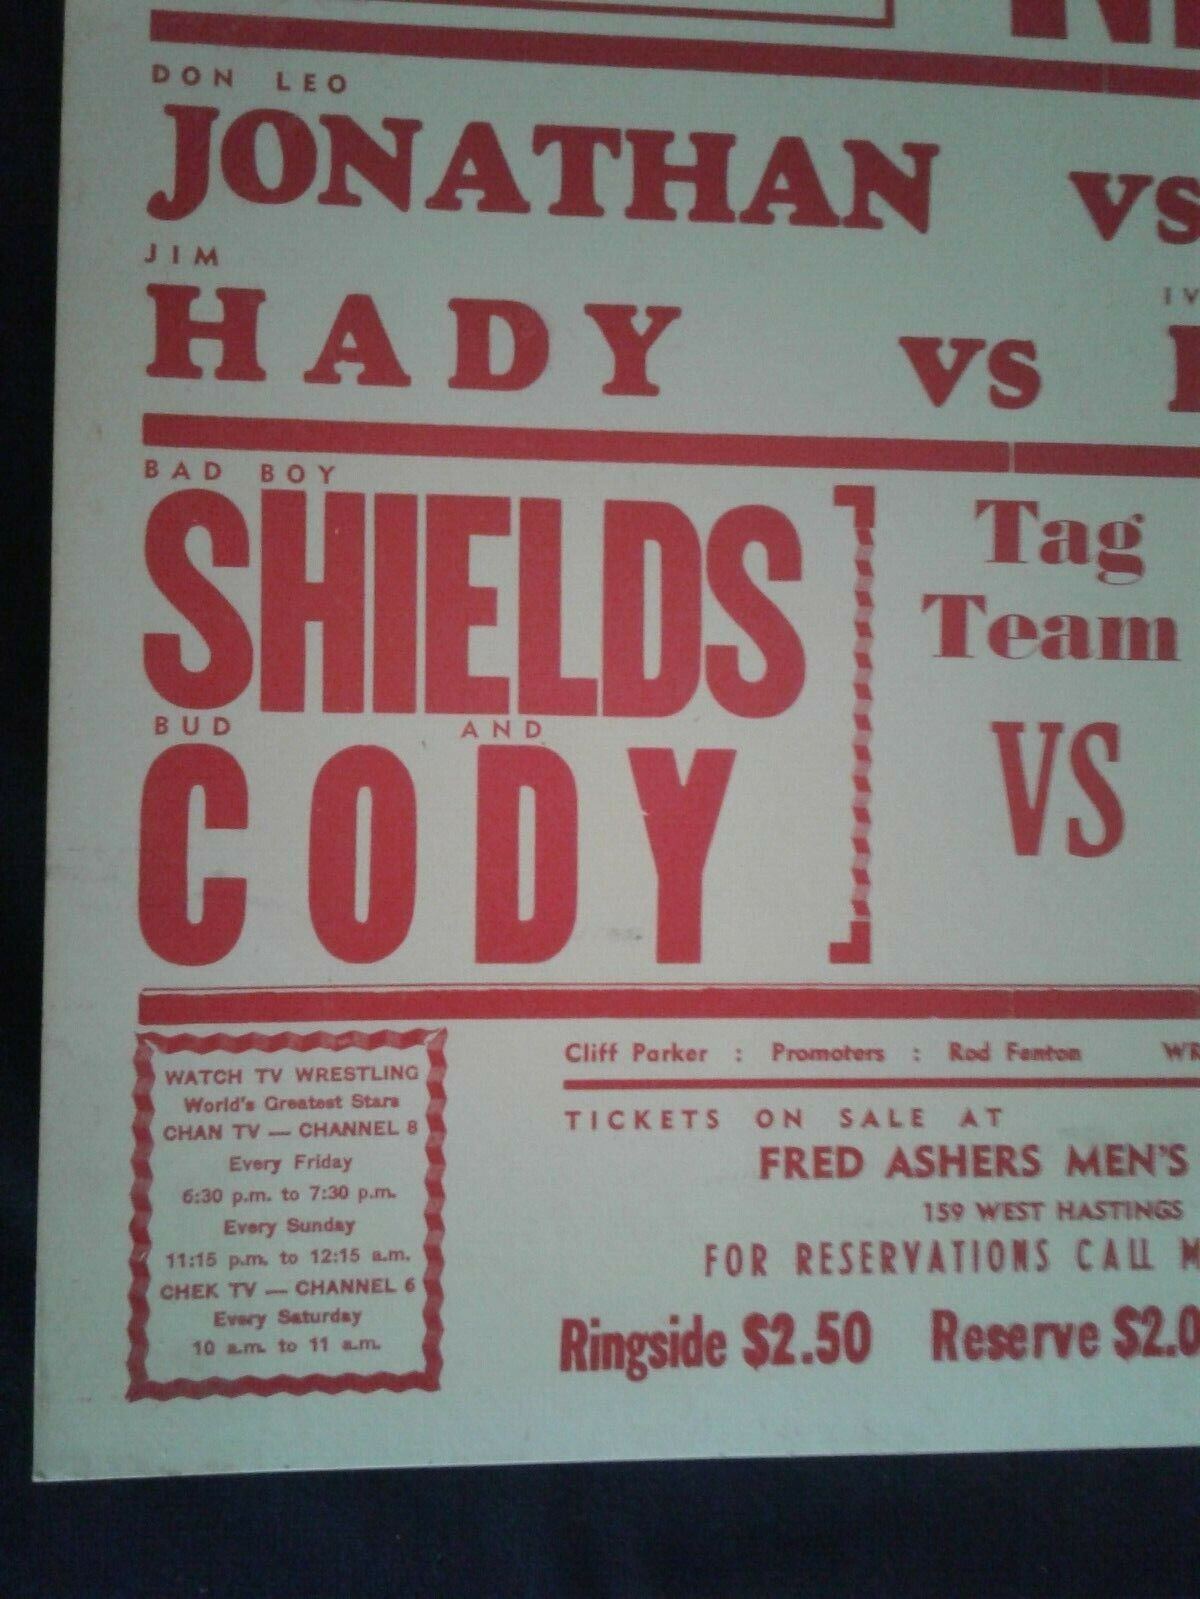 DON LEO
JONATHAN vs
JIM
HADY vs
BAD BOY
SHIELDS
BUD AND
CODY
Tag
Team
VS
WATCH TV WRESTLING
World's Greatest Stars
CHAN TV — CHANNEL 8
Every Friday
6:30 p.m. to 7:30 p.m.
Every Sunday
11:15 p.m. to 12:15 a.m.
CHEK TV — CHANNEL 6
Every Saturday
10 a.m. to 11 a.m.
Cliff Parker : Promoters : Rod Fenton
TICKETS ON SALE AT
FRED ASHERS MEN'S
159 WEST HASTINGS
FOR RESERVATIONS CALL
Ringside $2.50 Reserve $2.0